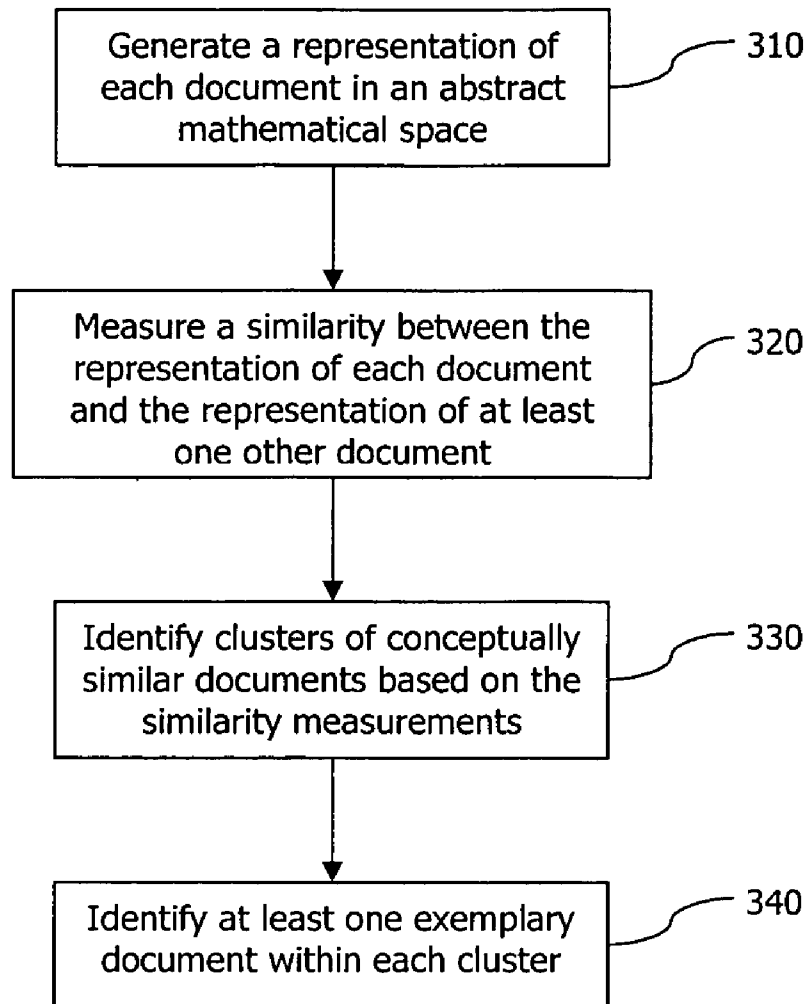 Generate a representation of
each document in an abstract
mathematical space
310
Measure a similarity between the
representation of each document
and the representation of at least
one other document
320
Identify clusters of conceptually
similar documents based on the
similarity measurements
330
Identify at least one exemplary
document within each cluster
340